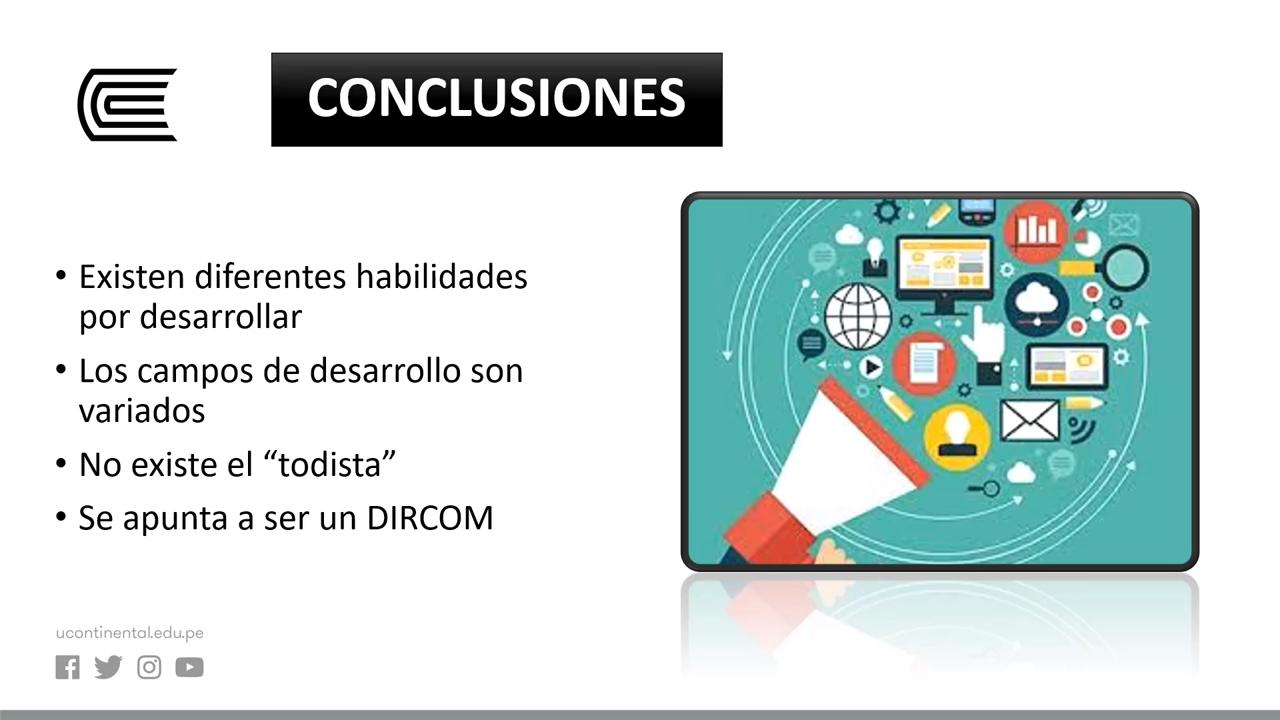 CONCLUSIONES
• Existen diferentes habilidades
por desarrollar
• Los campos de desarrollo son
variados
• No existe el “todista”
• Se apunta a ser un DIRCOM
ucontinental.edu.pe